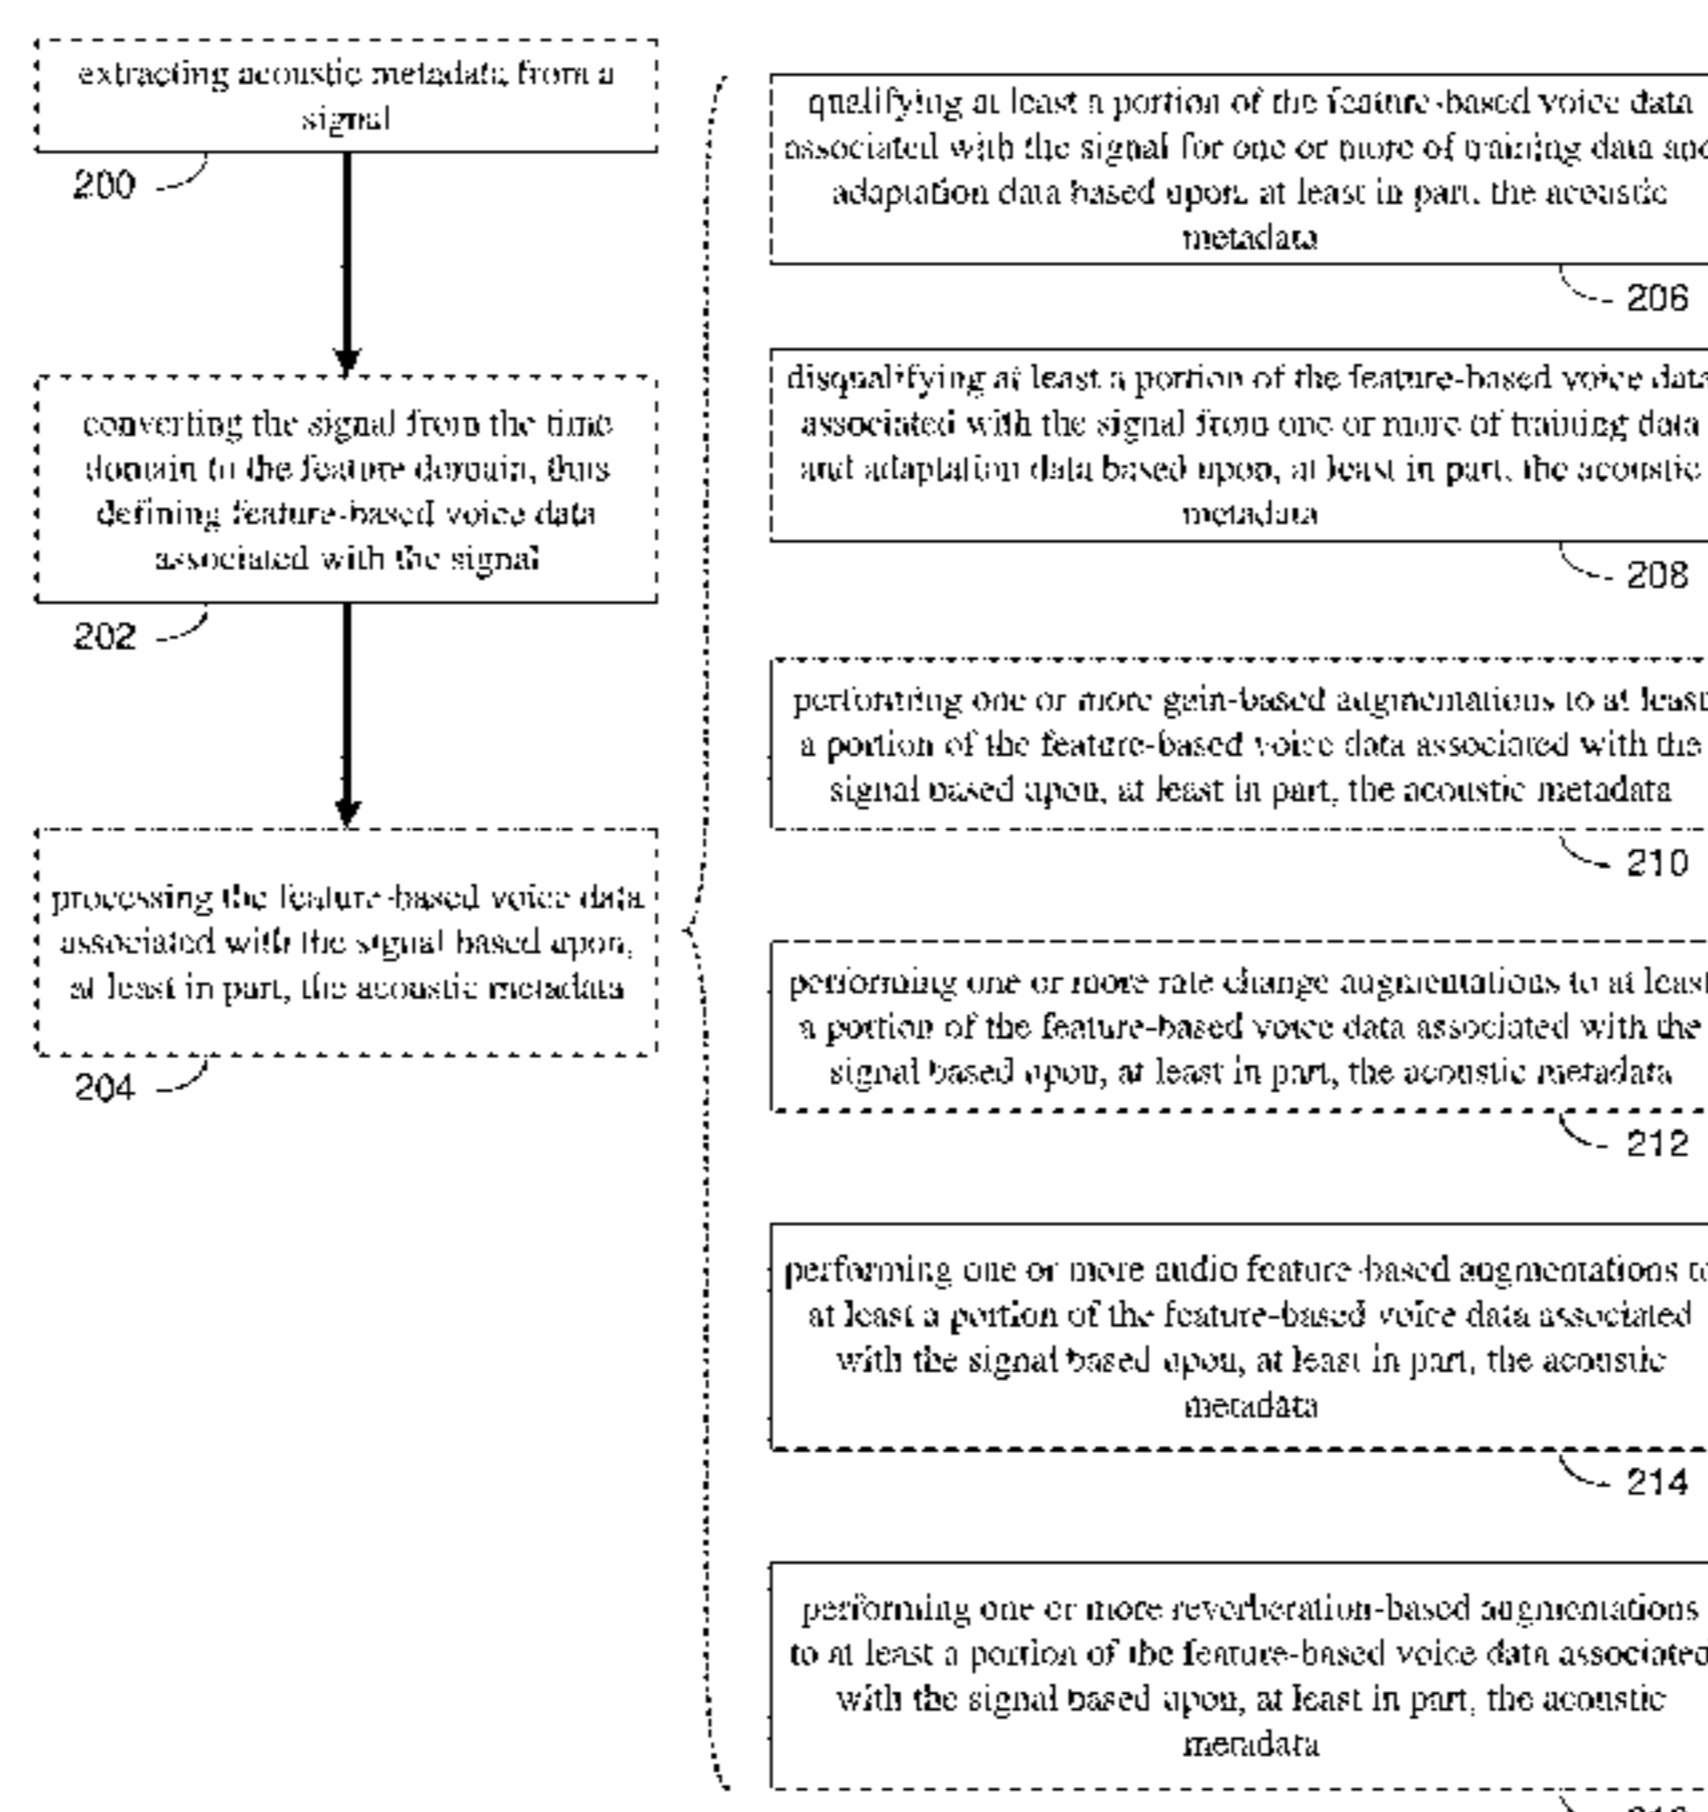 extracting acoustic metadata from a
signal
200
converting the signal from the time
domain to the feature domain, thus
defining feature-based voice data
associated with the signal
202
processing the feature-based voice data
associated with the signal based upon,
at least in part, the acoustic metadata
204
qualifying at least a portion of the feature-based voice data
associated with the signal for one or more of training data and
adaptation data based upon, at least in part, the acoustic
metadata
206
disqualifying at least a portion of the feature-based voice data
associated with the signal from one or more of training data
and adaptation data based upon, at least in part, the acoustic
metadata
208
performing one or more gain-based augmentations to at least
a portion of the feature-based voice data associated with the
signal based upon, at least in part, the acoustic metadata
210
performing one or more rate change augmentations to at least
a portion of the feature-based voice data associated with the
signal based upon, at least in part, the acoustic metadata
212
performing one or more audio feature-based augmentations to
at least a portion of the feature-based voice data associated
with the signal based upon, at least in part, the acoustic
metadata
214
performing one or more reverberation-based augmentations
to at least a portion of the feature-based voice data associated
with the signal based upon, at least in part, the acoustic
metadata